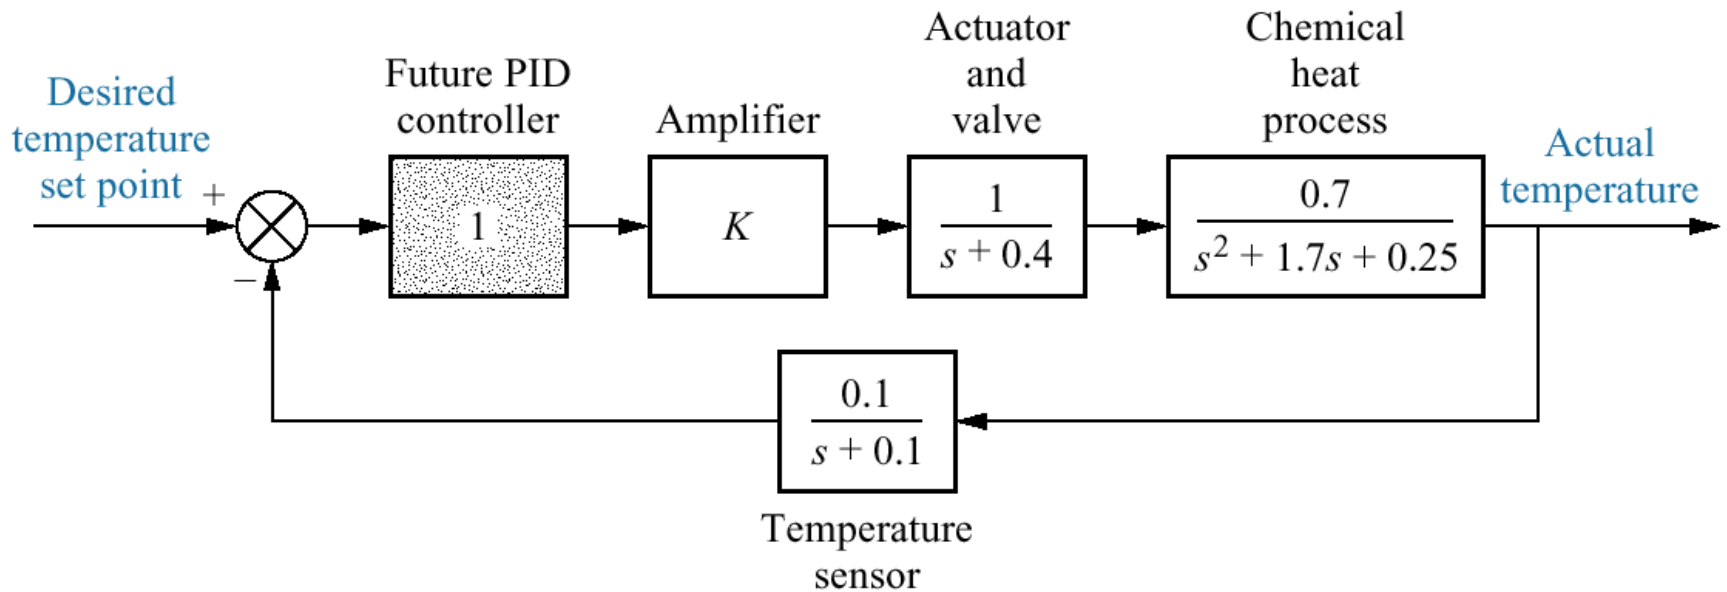 Desired
temperature
set point
+
−
Future PID
controller
1
Amplifier
K
Actuator
and
valve
1
s + 0.4
Chemical
heat
process
0.7
s² + 1.7s + 0.25
Actual
temperature
0.1
s + 0.1
Temperature
sensor